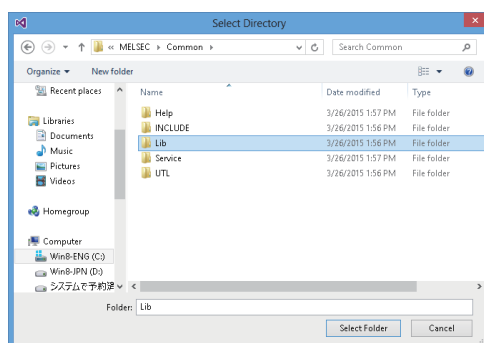 Select Directory
« MELSEC ▸ Common ▸
Search Common
Organize ▾ New folder
Recent places
Libraries
Documents
Music
Pictures
Videos
Homegroup
Computer
Win8-ENG (C:)
Win8-JPN (D:)
システムで予約済
Name Date modified Type
Help 3/26/2015 1:57 PM File folder
INCLUDE 3/26/2015 1:56 PM File folder
Lib 3/26/2015 1:56 PM File folder
Service 3/26/2015 1:57 PM File folder
UTL 3/26/2015 1:56 PM File folder
Folder: Lib
Select Folder Cancel